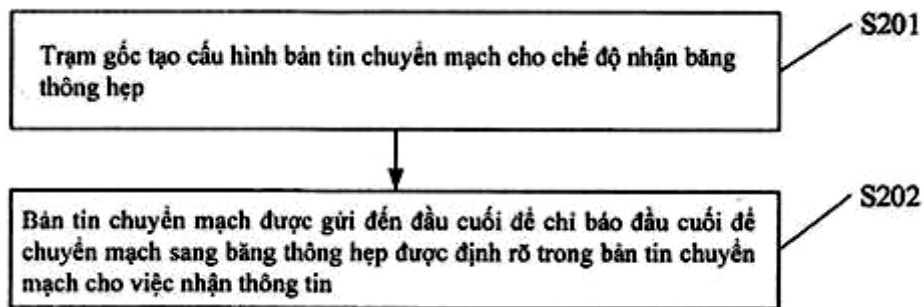 S201
Trạm gốc tạo cấu hình bản tin chuyển mạch cho chế độ nhận băng
thông hẹp
S202
Bản tin chuyển mạch được gửi đến đầu cuối để chỉ báo đầu cuối để
chuyển mạch sang băng thông hẹp được định rõ trong bản tin chuyển
mạch cho việc nhận thông tin